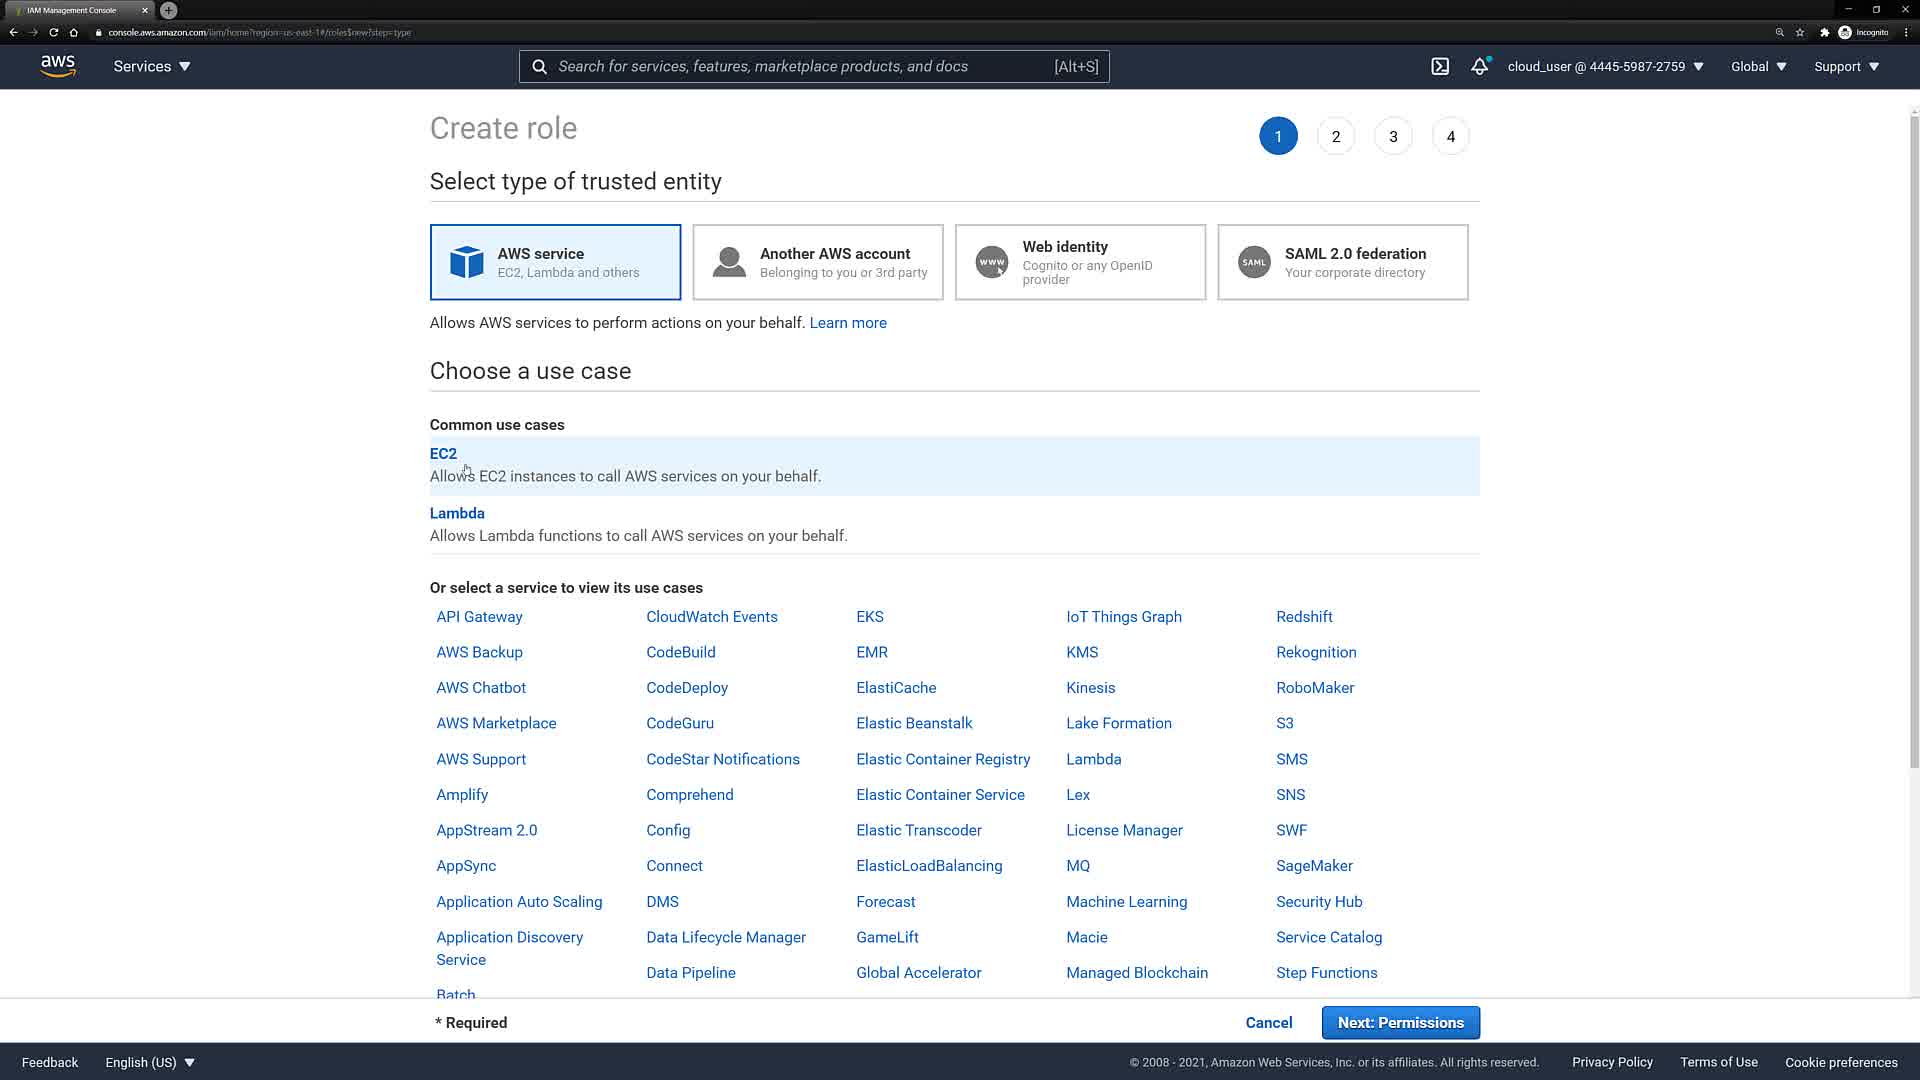 IAM Management Console
console.aws.amazon.com/iam/home?region=us-east-1#/roles$new?step=type
Incognito
aws
Services
Search for services, features, marketplace products, and docs
[Alt+S]
cloud_user @ 4445-5987-2759
Global
Support
Create role
1
2
3
4
Select type of trusted entity
AWS service
EC2, Lambda and others
Another AWS account
Belonging to you or 3rd party
WWW
Web identity
Cognito or any OpenID
provider
SAML
SAML 2.0 federation
Your corporate directory
Allows AWS services to perform actions on your behalf. Learn more
Choose a use case
Common use cases
EC2
Allows EC2 instances to call AWS services on your behalf.
Lambda
Allows Lambda functions to call AWS services on your behalf.
Or select a service to view its use cases
API Gateway
CloudWatch Events
EKS
IoT Things Graph
Redshift
AWS Backup
CodeBuild
EMR
KMS
Rekognition
AWS Chatbot
CodeDeploy
ElastiCache
Kinesis
RoboMaker
AWS Marketplace
CodeGuru
Elastic Beanstalk
Lake Formation
S3
AWS Support
CodeStar Notifications
Elastic Container Registry
Lambda
SMS
Amplify
Comprehend
Elastic Container Service
Lex
SNS
AppStream 2.0
Config
Elastic Transcoder
License Manager
SWF
AppSync
Connect
ElasticLoadBalancing
MQ
SageMaker
Application Auto Scaling
DMS
Forecast
Machine Learning
Security Hub
Application Discovery
Service
Data Lifecycle Manager
GameLift
Macie
Service Catalog
Data Pipeline
Global Accelerator
Managed Blockchain
Step Functions
Batch
* Required
Cancel
Next: Permissions
Feedback
English (US)
© 2008 - 2021, Amazon Web Services, Inc. or its affiliates. All rights reserved.
Privacy Policy
Terms of Use
Cookie preferences